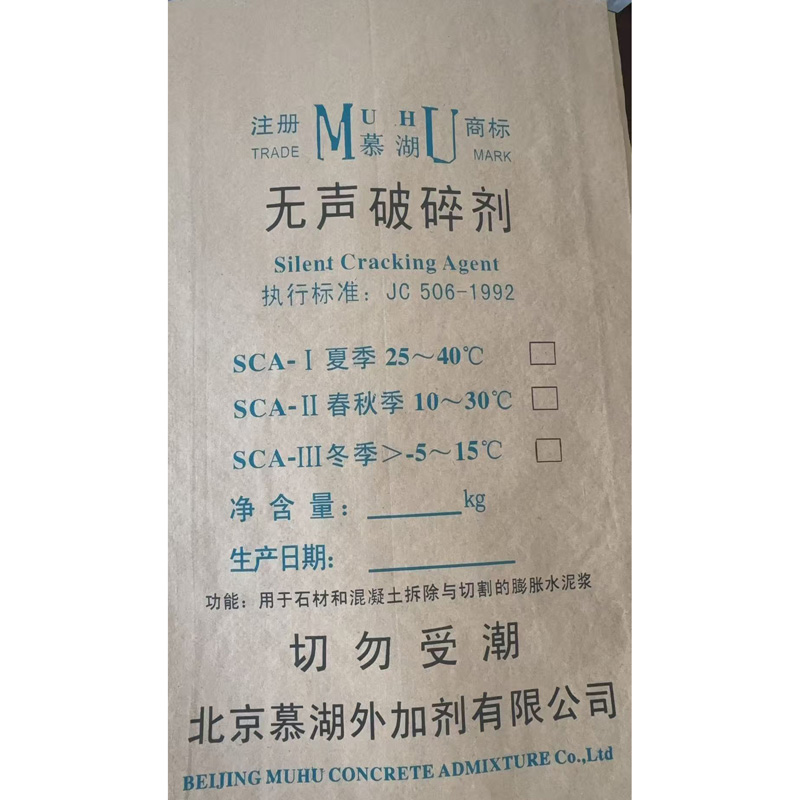 注册 MUHU 商标
TRADE 慕湖 MARK
无声破碎剂
Silent Cracking Agent
执行标准：JC 506-1992
SCA-Ⅰ夏季 25～40℃
SCA-Ⅱ春秋季 10～30℃
SCA-Ⅲ冬季＞-5～15℃
净含量：______kg
生产日期：__________
功能：用于石材和混凝土拆除与切割的膨胀水泥浆
切勿受潮
北京慕湖外加剂有限公司
BEIJING MUHU CONCRETE ADMIXTURE Co.,Ltd